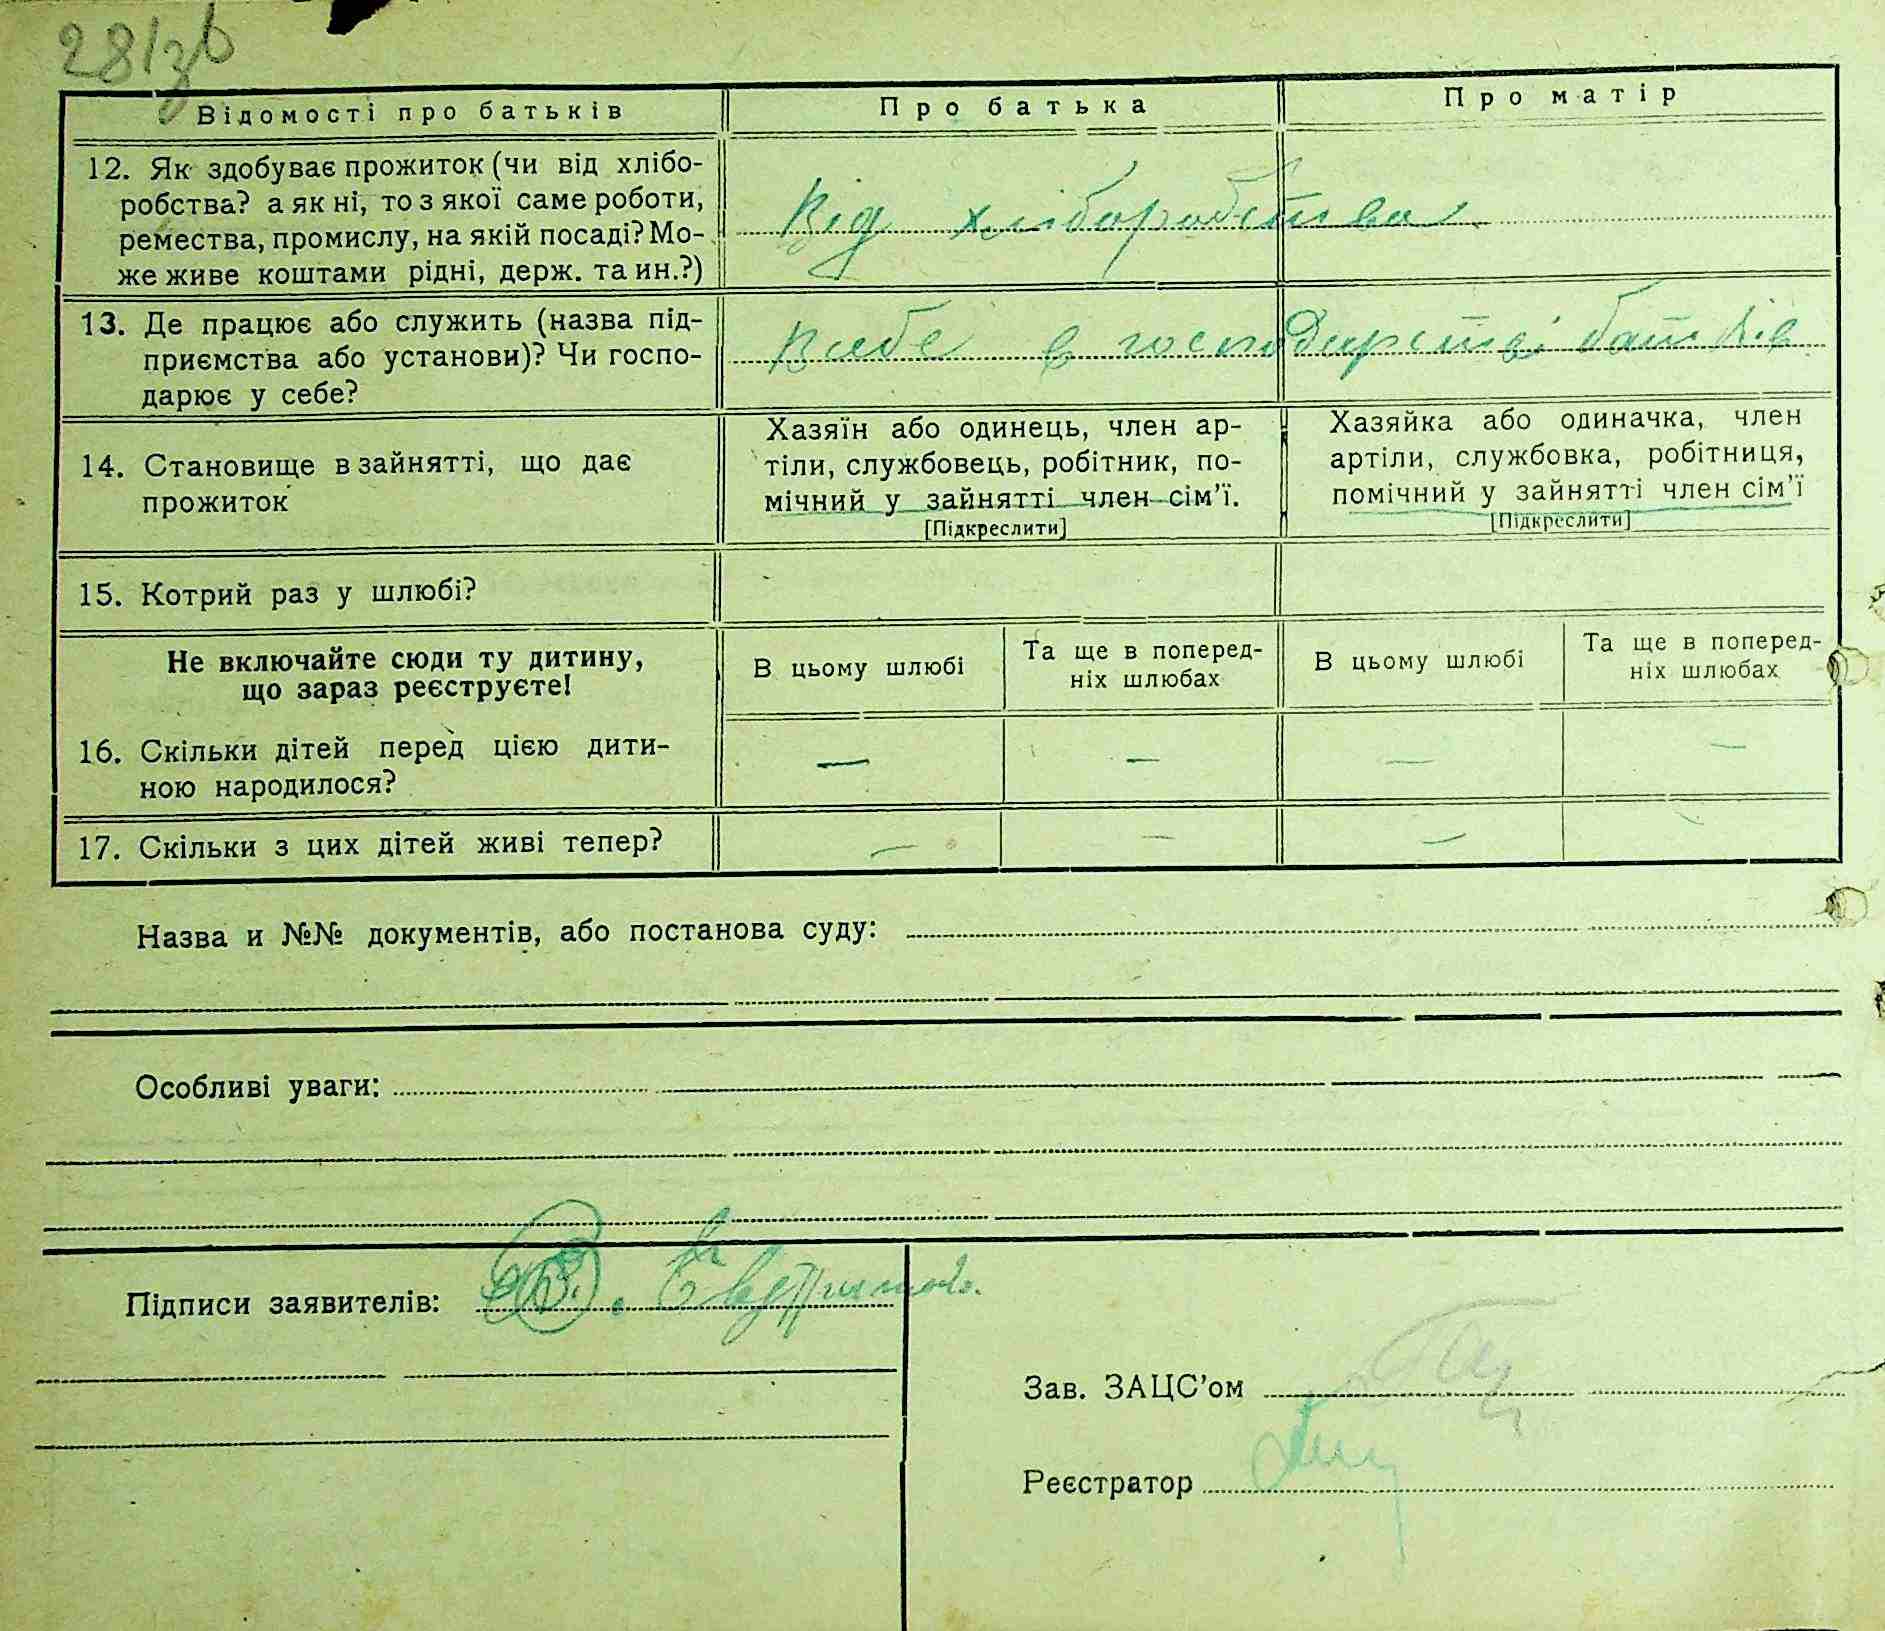 28/зв
Відомості про батьків
Про батька
Про матір
12. Як здобуває прожиток (чи від хлібо-
робства? а як ні, то з якої саме роботи,
ремества, промислу, на якій посаді? Мо-
же живе коштами рідні, держ. та ин.?)
Від хліборобства
13. Де працює або служить (назва під-
приємства або установи)? Чи госпо-
дарює у себе?
в господарстві батьків
14. Становище в зайнятті, що дає
прожиток
Хазяїн або одинець, член ар-
тіли, службовець, робітник, по-
мічний у зайнятті член сім'ї.
[Підкреслити]
Хазяйка або одиначка, член
артіли, службовка, робітниця,
помічний у зайнятті член сім'ї
[Підкреслити]
15. Котрий раз у шлюбі?
Не включайте сюди ту дитину,
що зараз реєструєте!
В цьому шлюбі
Та ще в поперед-
ніх шлюбах
В цьому шлюбі
Та ще в поперед-
ніх шлюбах
16. Скільки дітей перед цією дити-
ною народилося?
— — — —
17. Скільки з цих дітей живі тепер?
— — — —
Назва и №№ документів, або постанова суду:
Особливі уваги:
Підписи заявителів:
Зав. ЗАЦС'ом
Реєстратор